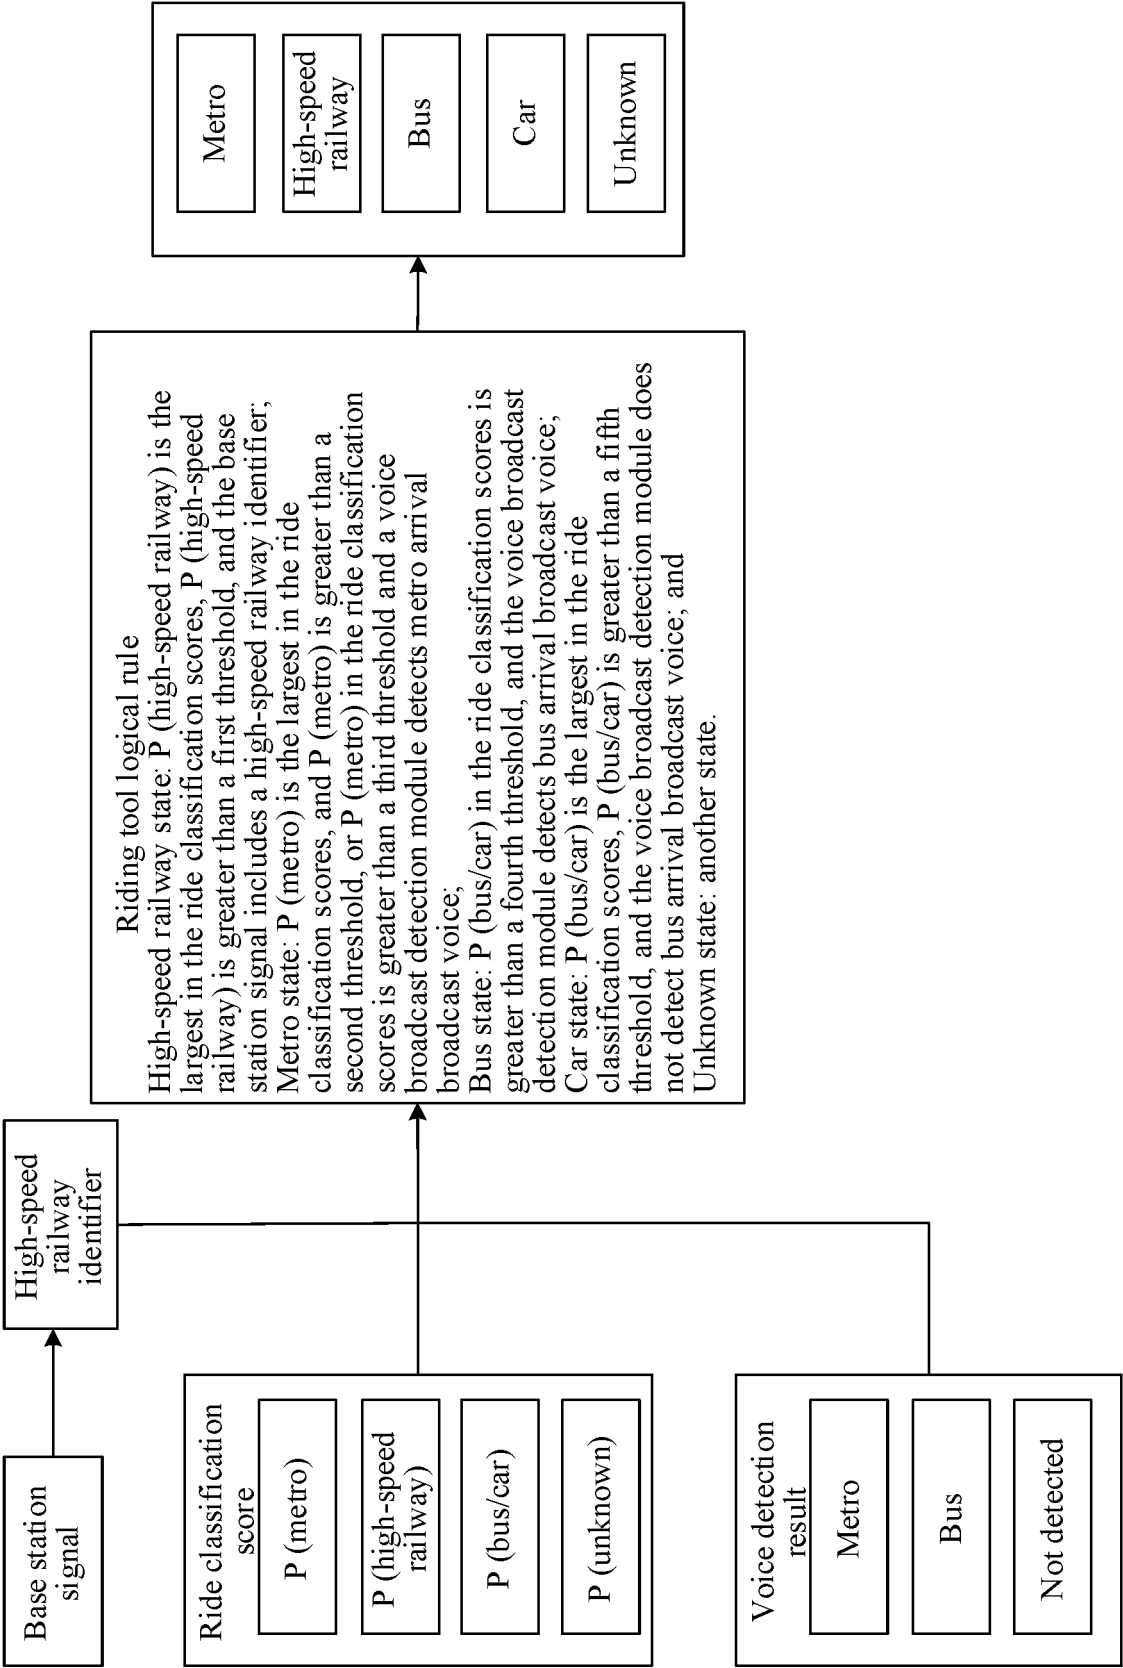 Base station
signal
High-speed
railway
identifier
Ride classification
score
P (metro)
P (high-speed
railway)
P (bus/car)
P (unknown)
Voice detection
result
Metro
Bus
Not detected
Riding tool logical rule
High-speed railway state: P (high-speed railway) is the
largest in the ride classification scores, P (high-speed
railway) is greater than a first threshold, and the base
station signal includes a high-speed railway identifier;
Metro state: P (metro) is the largest in the ride
classification scores, and P (metro) is greater than a
second threshold, or P (metro) in the ride classification
scores is greater than a third threshold and a voice
broadcast detection module detects metro arrival
broadcast voice;
Bus state: P (bus/car) in the ride classification scores is
greater than a fourth threshold, and the voice broadcast
detection module detects bus arrival broadcast voice;
Car state: P (bus/car) is the largest in the ride
classification scores, P (bus/car) is greater than a fifth
threshold, and the voice broadcast detection module does
not detect bus arrival broadcast voice; and
Unknown state: another state.
Metro
High-speed
railway
Bus
Car
Unknown